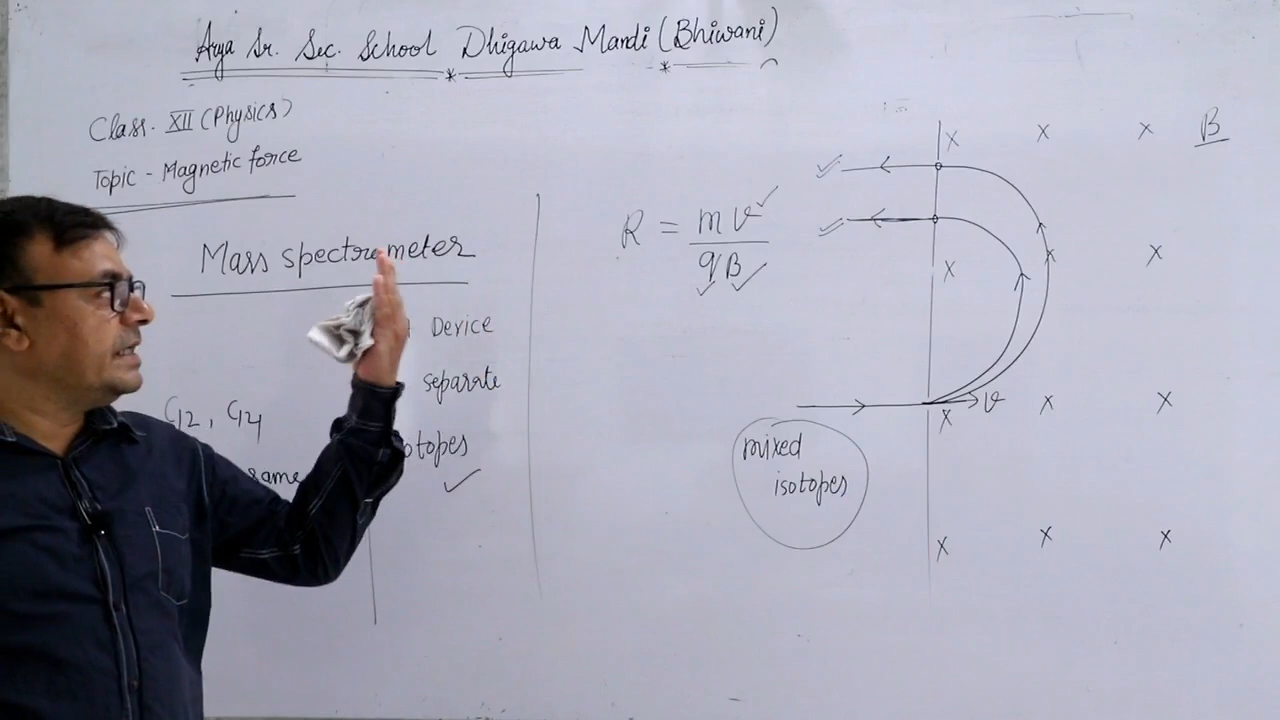 Arya Sr. Sec. School Dhigawa Mandi (Bhiwani)
Class. XII (Physics)
Topic - Magnetic force
Mass spectrometer
Device
separate
C12, C14
otopes
same
R = mv
qB
B
v
mixed
isotopes
x x x
x x x
x x x
x x x